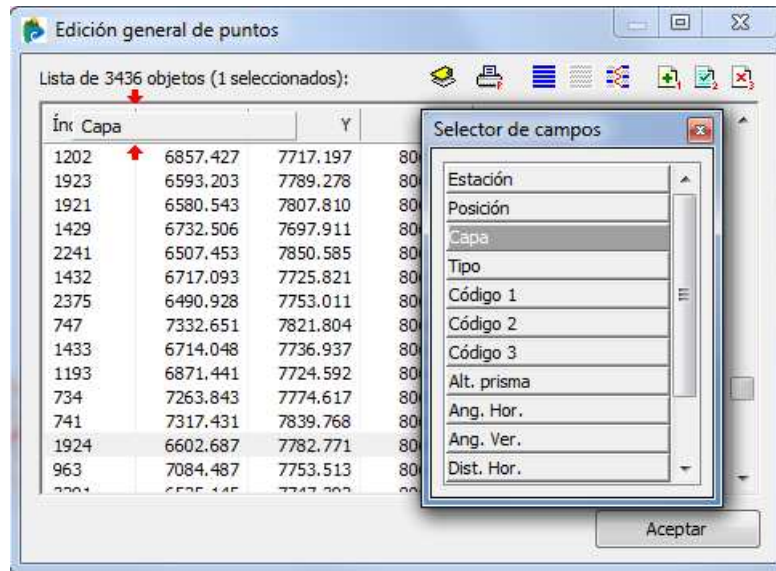 Edición general de puntos
Lista de 3436 objetos (1 seleccionados):
Capa Y
1202 6857.427 7717.197
1923 6593.203 7789.278
1921 6580.543 7807.810
1429 6732.506 7697.911
2241 6507.453 7850.585
1432 6717.093 7725.821
2375 6490.928 7753.011
747 7332.651 7821.804
1433 6714.048 7736.937
1193 6871.441 7724.592
734 7263.843 7774.617
741 7317.431 7839.768
1924 6602.687 7782.771
963 7084.487 7753.513
Selector de campos
Estación
Posición
Capa
Tipo
Código 1
Código 2
Código 3
Alt. prisma
Ang. Hor.
Ang. Ver.
Dist. Hor.
Aceptar